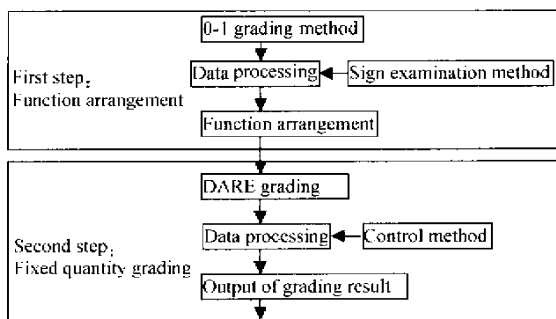 0-1 grading method
First step;
Function arrangement
Data processing
Sign examination method
Function arrangement
DARE grading
Second step;
Fixed quantity grading
Data processing
Control method
Output of grading result